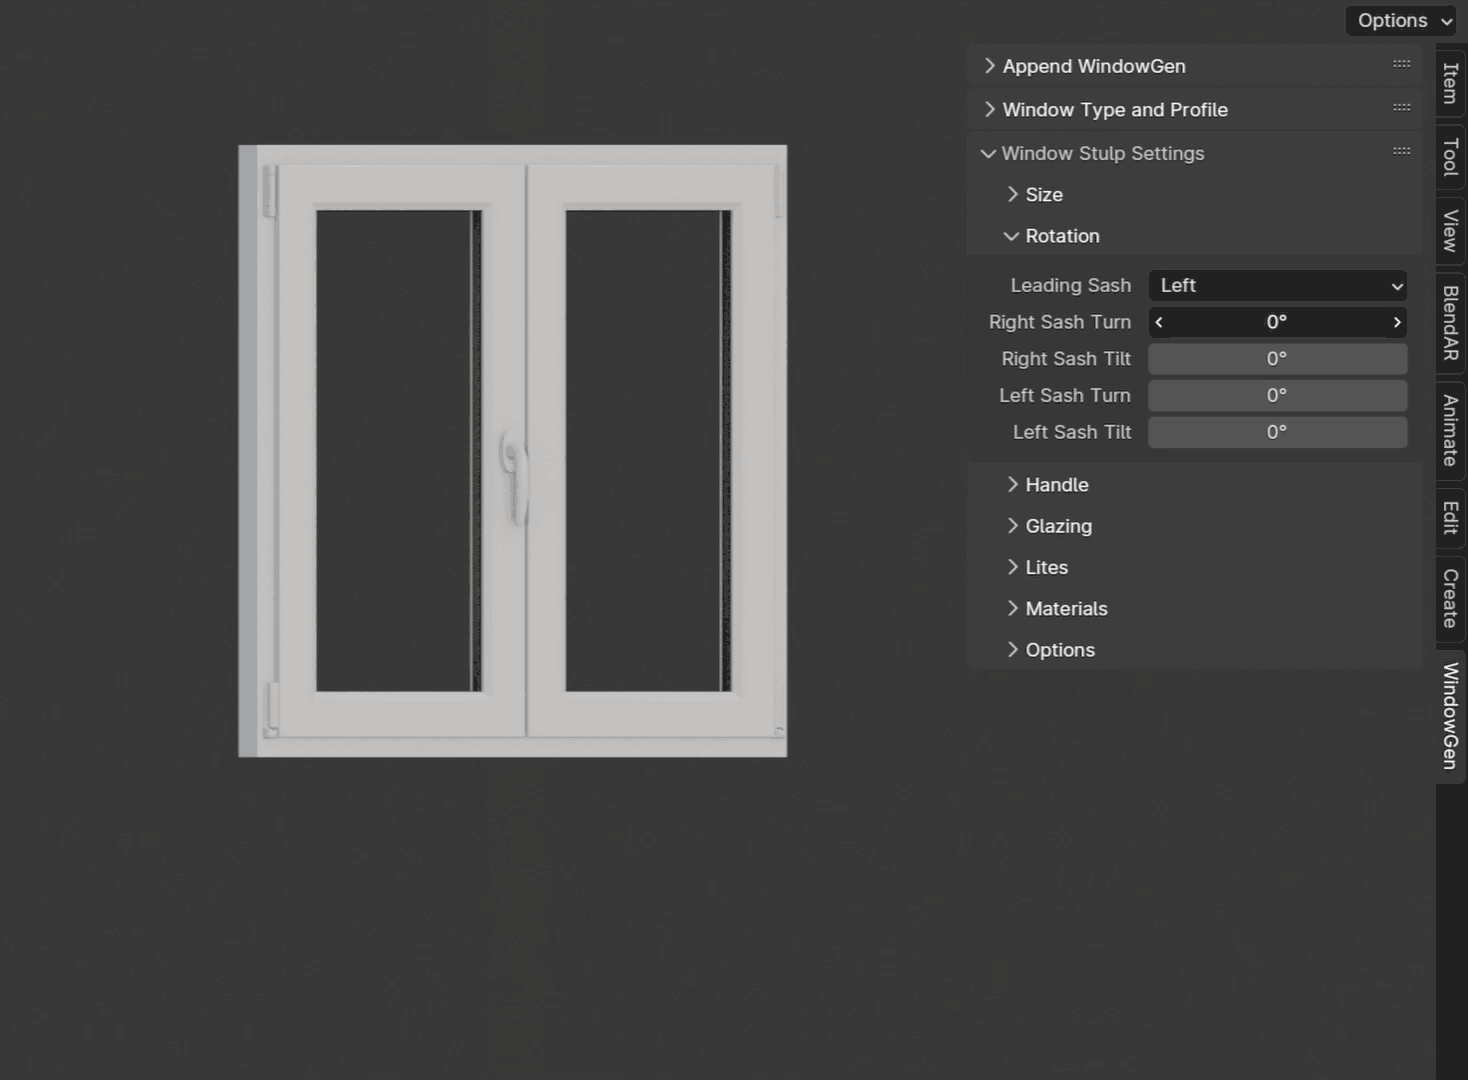 Options
Append WindowGen
Window Type and Profile
Window Stulp Settings
Size
Rotation
Leading Sash Left
Right Sash Turn 0°
Right Sash Tilt 0°
Left Sash Turn 0°
Left Sash Tilt 0°
Handle
Glazing
Lites
Materials
Options
Item
Tool
View
BlendAR
Animate
Edit
Create
WindowGen